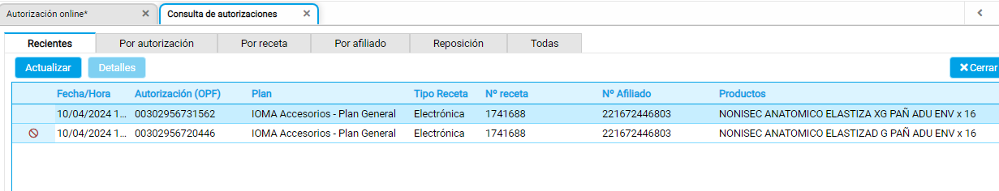 Autorización online*
Consulta de autorizaciones
Recientes Por autorización Por receta Por afiliado Reposición Todas
Actualizar Detalles Cerrar
Fecha/Hora Autorización (OPF) Plan Tipo Receta Nº receta Nº Afiliado Productos
10/04/2024 1... 00302956731562 IOMA Accesorios - Plan General Electrónica 1741688 221672446803 NONISEC ANATOMICO ELASTIZA XG PAÑ ADU ENV x 16
10/04/2024 1... 00302956720446 IOMA Accesorios - Plan General Electrónica 1741688 221672446803 NONISEC ANATOMICO ELASTIZAD G PAÑ ADU ENV x 16